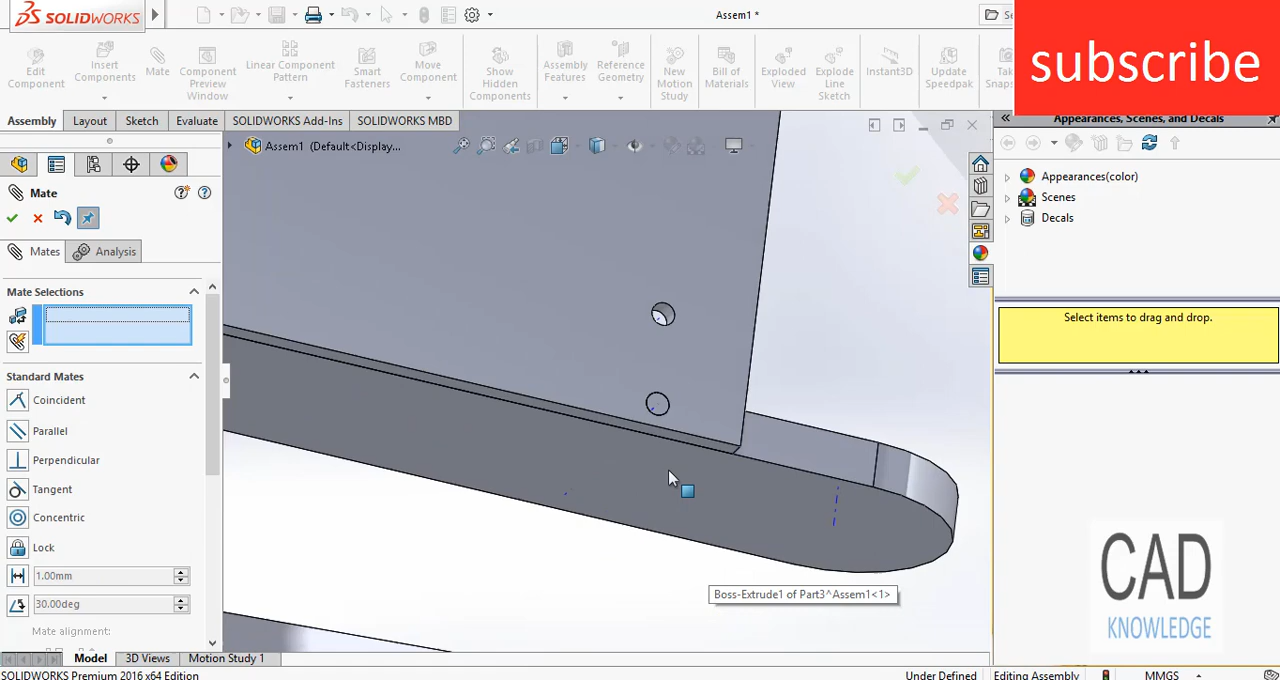 SOLIDWORKS
Assem1 *
subscribe
Edit Component
Insert Components
Mate
Component Preview Window
Linear Component Pattern
Smart Fasteners
Move Component
Show Hidden Components
Assembly Features
Reference Geometry
New Motion Study
Bill of Materials
Exploded View
Explode Line Sketch
Instant3D
Update Speedpak
Assembly
Layout
Sketch
Evaluate
SOLIDWORKS Add-Ins
SOLIDWORKS MBD
Appearances, Scenes, and Decals
Assem1 (Default<Display...
Appearances(color)
Scenes
Decals
Mate
Mates
Analysis
Mate Selections
Standard Mates
Coincident
Parallel
Perpendicular
Tangent
Concentric
Lock
1.00mm
30.00deg
Mate alignment:
Select items to drag and drop.
Boss-Extrude1 of Part3^Assem1<1>
CAD
KNOWLEDGE
Model
3D Views
Motion Study 1
SOLIDWORKS Premium 2016 x64 Edition
Under Defined
Editing Assembly
MMGS